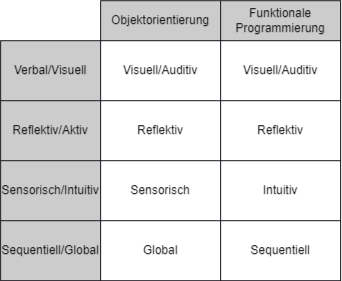 Objektorientierung
Funktionale
Programmierung
Verbal/Visuell
Visuell/Auditiv
Visuell/Auditiv
Reflektiv/Aktiv
Reflektiv
Reflektiv
Sensorisch/Intuitiv
Sensorisch
Intuitiv
Sequentiell/Global
Global
Sequentiell